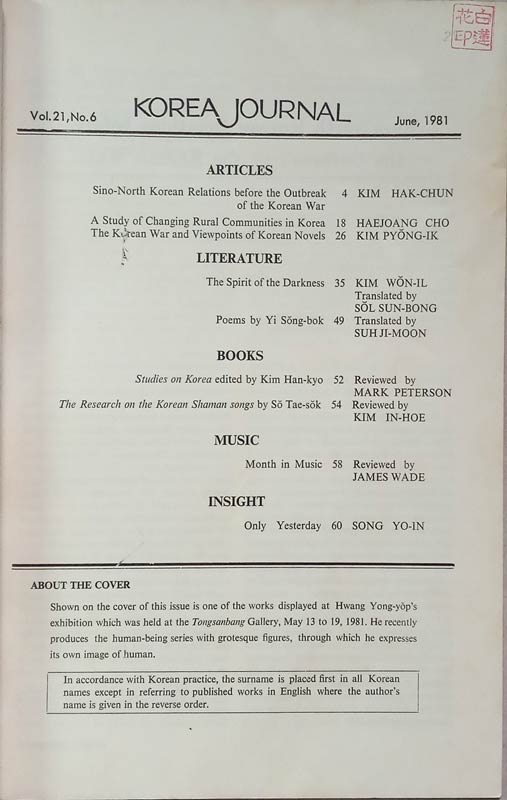 白蓮
花印
Vol.21,No.6 KOREA JOURNAL June, 1981
ARTICLES
Sino-North Korean Relations before the Outbreak 4 KIM HAK-CHUN
of the Korean War
A Study of Changing Rural Communities in Korea 18 HAEJOANG CHO
The Korean War and Viewpoints of Korean Novels 26 KIM PYŎNG-IK
LITERATURE
The Spirit of the Darkness 35 KIM WŎN-IL
Translated by
SŎL SUN-BONG
Poems by Yi Sŏng-bok 49 Translated by
SUH JI-MOON
BOOKS
Studies on Korea edited by Kim Han-kyo 52 Reviewed by
MARK PETERSON
The Research on the Korean Shaman songs by Sŏ Tae-sŏk 54 Reviewed by
KIM IN-HOE
MUSIC
Month in Music 58 Reviewed by
JAMES WADE
INSIGHT
Only Yesterday 60 SONG YO-IN
ABOUT THE COVER
Shown on the cover of this issue is one of the works displayed at Hwang Yong-yŏp's
exhibition which was held at the Tongsanbang Gallery, May 13 to 19, 1981. He recently
produces the human-being series with grotesque figures, through which he expresses
its own image of human.
In accordance with Korean practice, the surname is placed first in all Korean
names except in referring to published works in English where the author's
name is given in the reverse order.